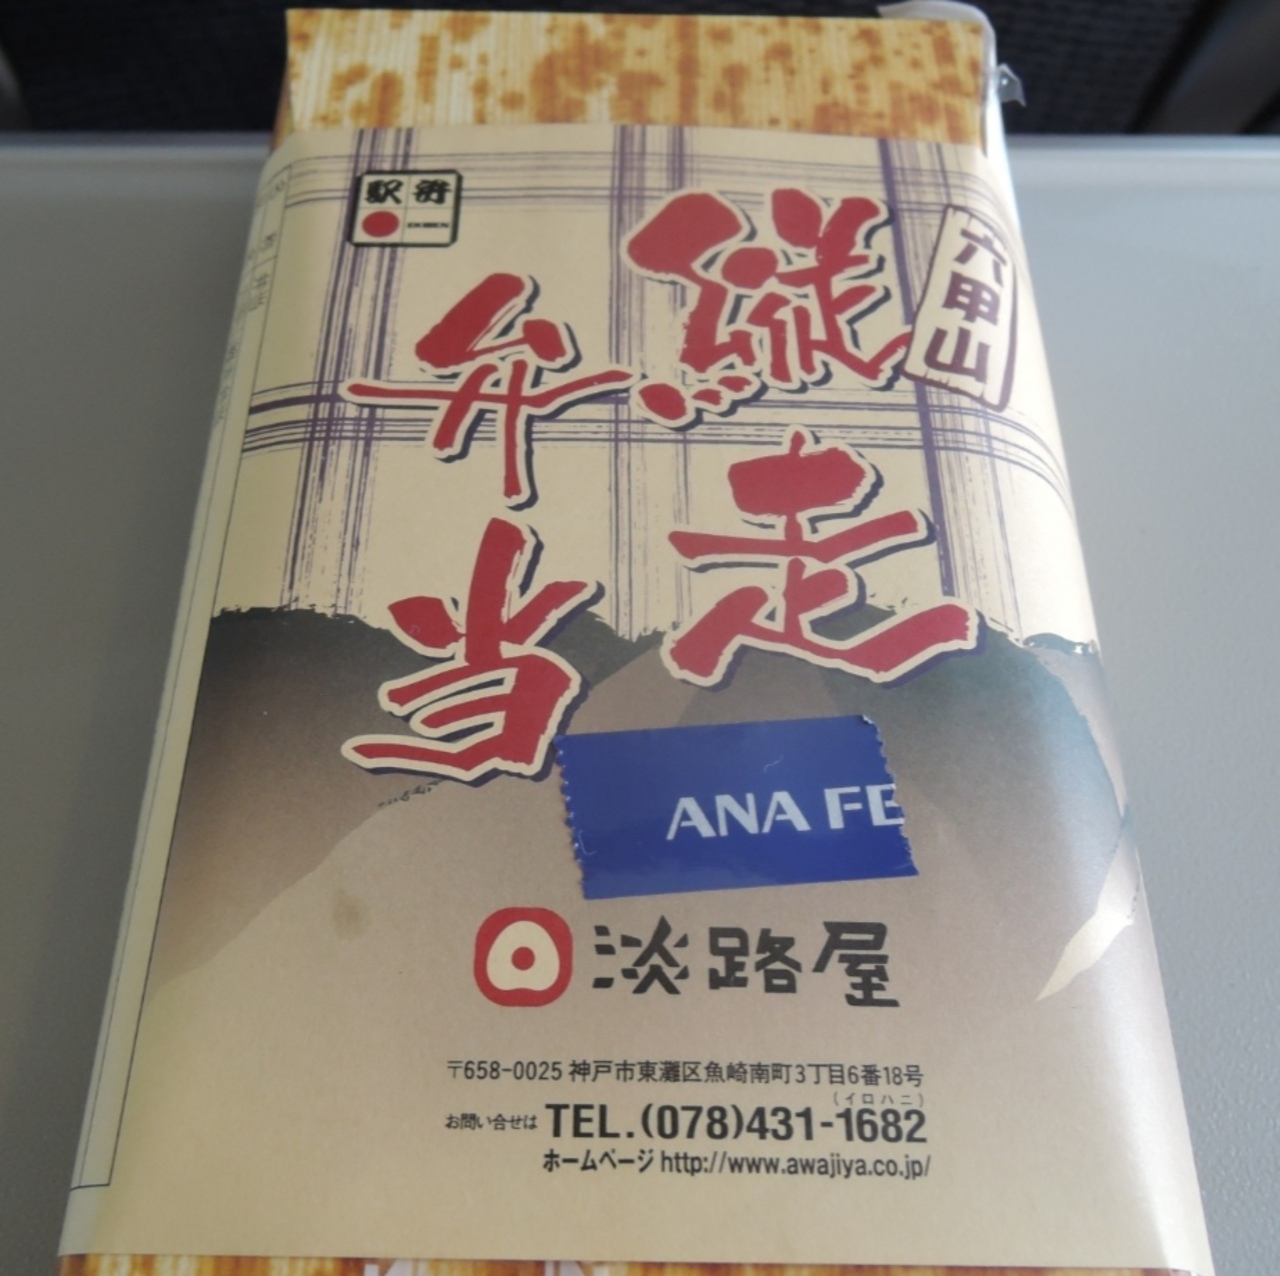 駅弁
EKIBEN
六甲山
縦走
弁当
ANA FE
淡路屋
〒658-0025 神戸市東灘区魚崎南町3丁目6番18号
(イロハニ)
お問い合せは TEL.(078)431-1682
ホームページ http://www.awajiya.co.jp/